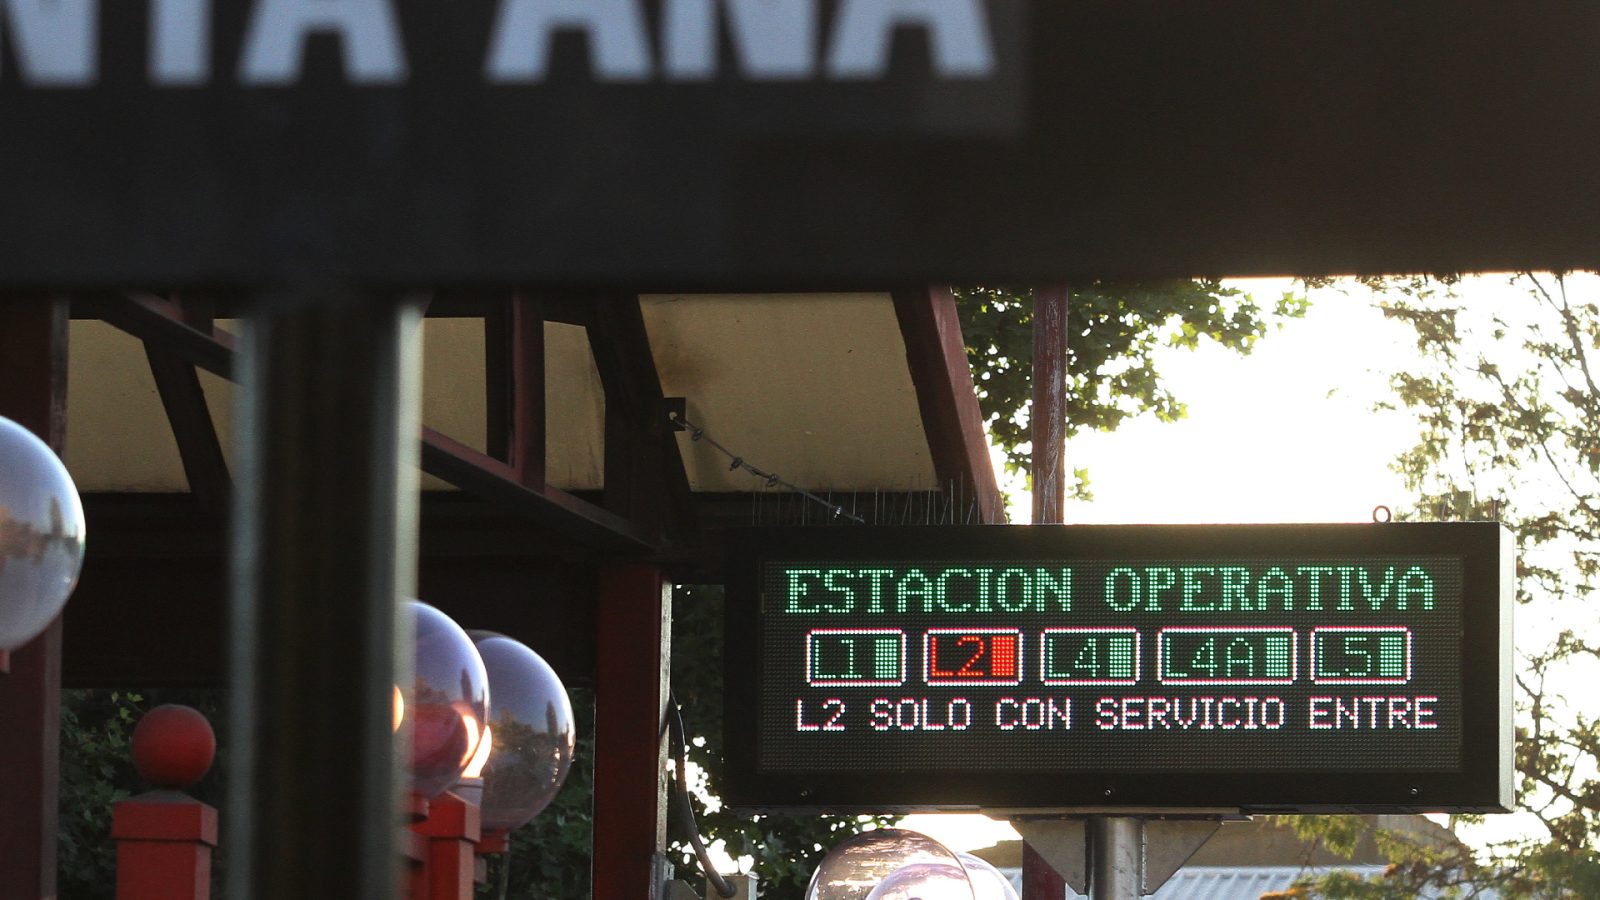 NTA ANA
ESTACION OPERATIVA
L1 L2 L4 L4A L5
L2 SOLO CON SERVICIO ENTRE